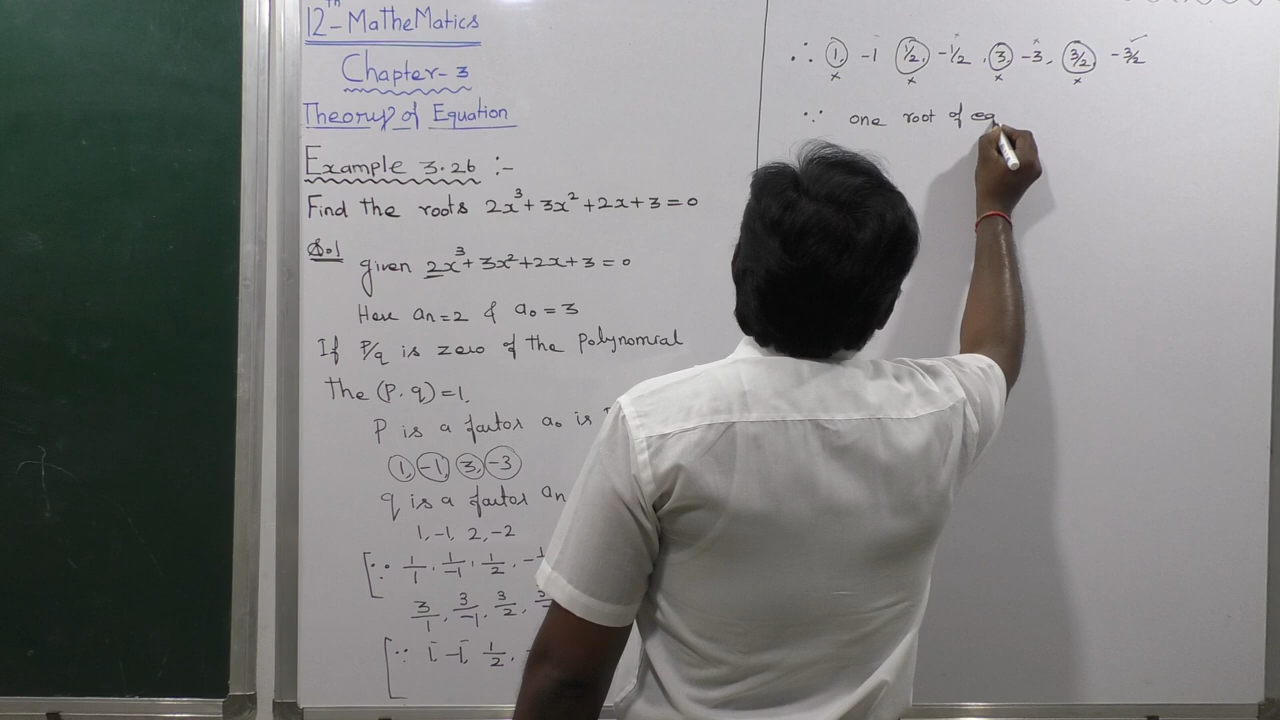 12th-MatheMatics
Chapter-3
Theory of Equation
Example 3.26 :-
Find the roots 2x³+3x²+2x+3=0
Sol
given 2x³+3x²+2x+3=0
Here an=2 & a0=3
If P/q is zero of the Polynomial
the (P.q)=1.
P is a factor a0 is
1, -1, 3, -3
q is a factor an
1, -1, 2, -2
∵ 1/1, 1/-1, 1/2,
3/1, 3/-1, 3/2,
∵ 1, -1, 1/2,
∴ 1, -1 1/2, -1/2, 3, -3, 3/2, -3/2
∵ one root of eq